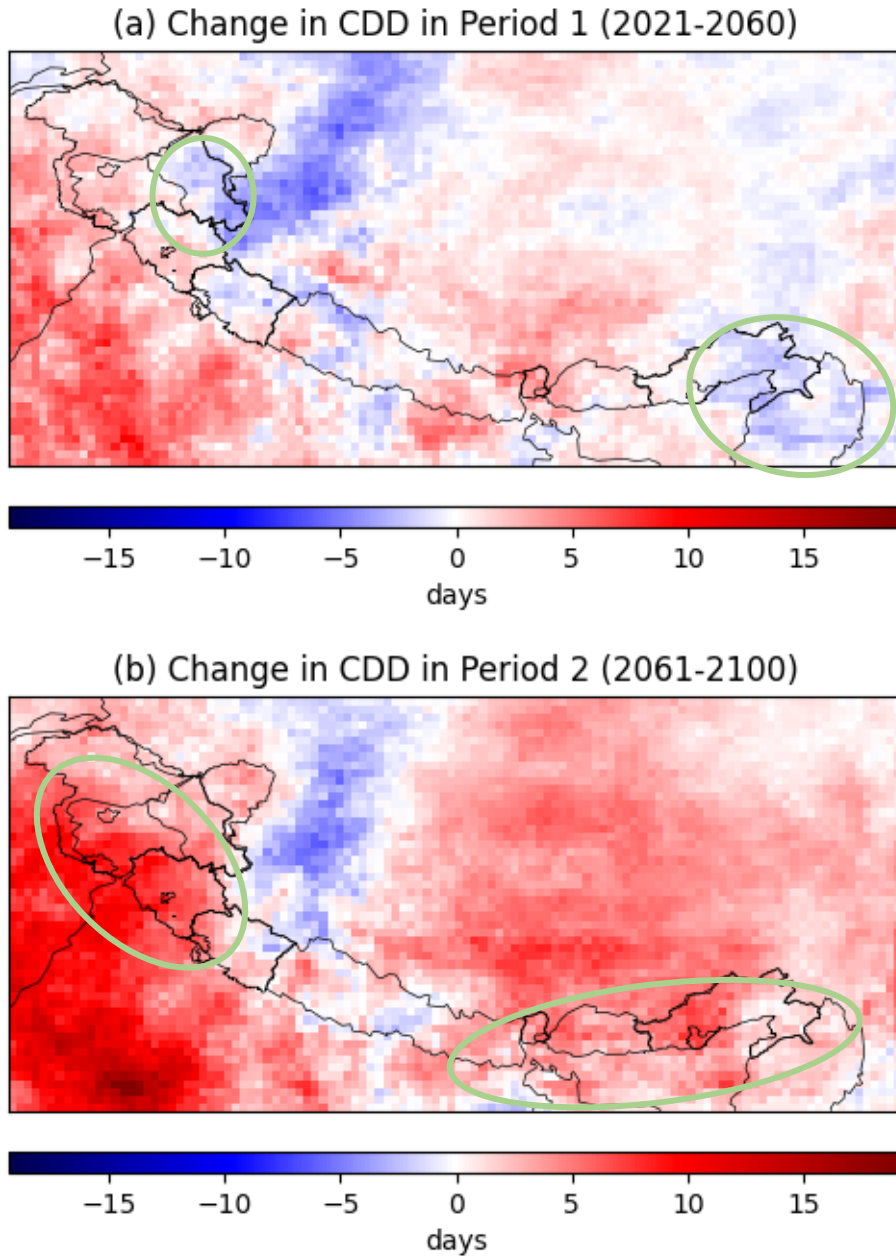 (a) Change in CDD in Period 1 (2021-2060)
−15 −10 −5 0 5 10 15
days
(b) Change in CDD in Period 2 (2061-2100)
−15 −10 −5 0 5 10 15
days